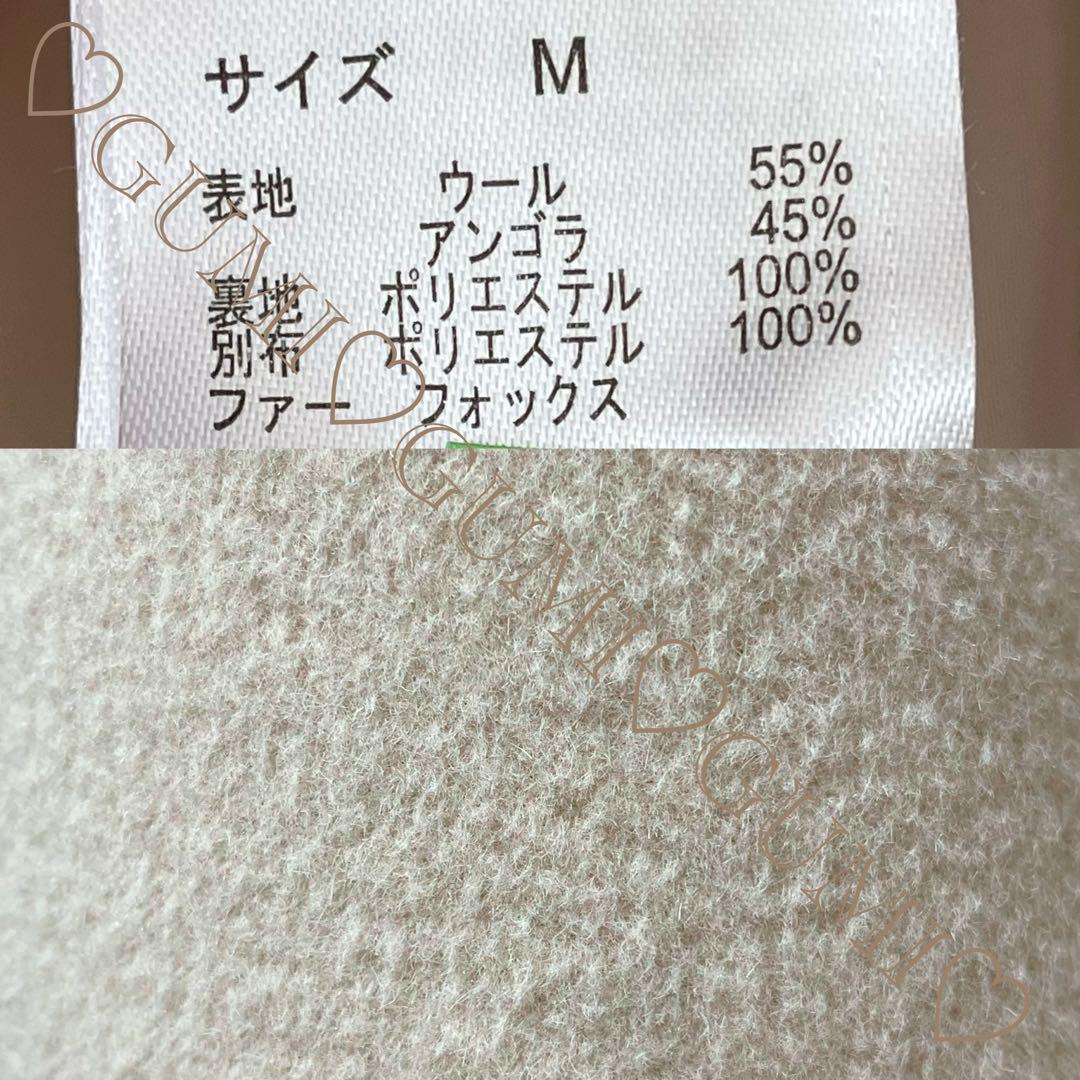 サイズ M
表地 ウール 55%
アンゴラ 45%
裏地 ポリエステル 100%
別布 ポリエステル 100%
ファー フォックス
♡GUMI♡GUMI♡GUMI♡